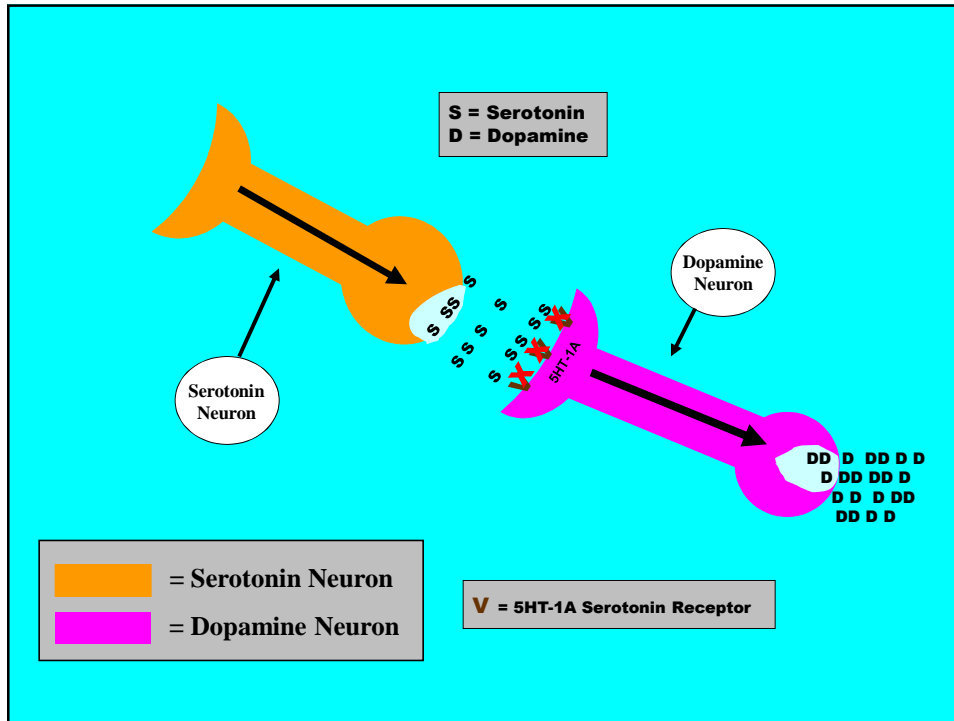 S = Serotonin
D = Dopamine
Dopamine
Neuron
S
S S S
S
S S
S S
S S
S
S S
S
S S
S
X V
X V
X V
5HT-1A
Serotonin
Neuron
DD D DD D D
D DD DD D
D D D DD
DD D D
= Serotonin Neuron
= Dopamine Neuron
V = 5HT-1A Serotonin Receptor